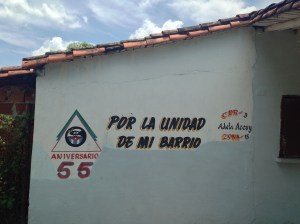 POR LA UNIDAD
DE MI BARRIO
ANIVERSARIO
55